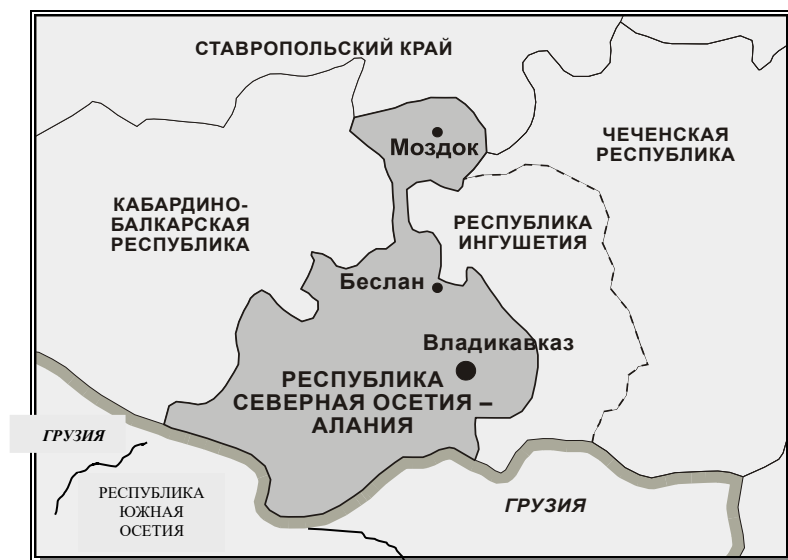 СТАВРОПОЛЬСКИЙ КРАЙ
Моздок
ЧЕЧЕНСКАЯ
РЕСПУБЛИКА
КАБАРДИНО-
БАЛКАРСКАЯ
РЕСПУБЛИКА
РЕСПУБЛИКА
ИНГУШЕТИЯ
Беслан
Владикавказ
РЕСПУБЛИКА
СЕВЕРНАЯ ОСЕТИЯ –
АЛАНИЯ
ГРУЗИЯ
РЕСПУБЛИКА
ЮЖНАЯ
ОСЕТИЯ
ГРУЗИЯ